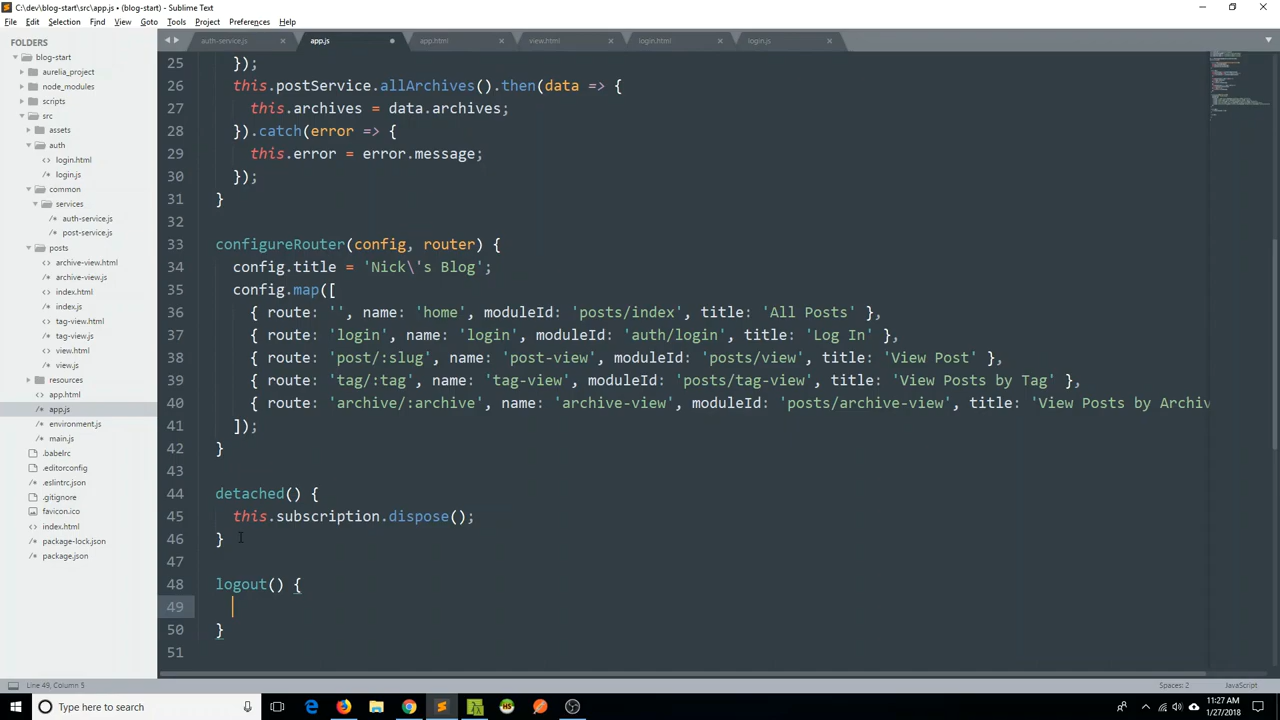 C:\dev\blog-start\src\app.js • (blog-start) - Sublime Text
File Edit Selection Find View Goto Tools Project Preferences Help
FOLDERS
blog-start
aurelia_project
node_modules
scripts
src
assets
auth
login.html
login.js
common
services
auth-service.js
post-service.js
posts
archive-view.html
archive-view.js
index.html
index.js
tag-view.html
tag-view.js
view.html
view.js
resources
app.html
app.js
environment.js
main.js
.babelrc
.editorconfig
.eslintrc.json
.gitignore
favicon.ico
index.html
package-lock.json
package.json
auth-service.js app.js app.html view.html login.html login.js
25 });
26 this.postService.allArchives().then(data => {
27 this.archives = data.archives;
28 }).catch(error => {
29 this.error = error.message;
30 });
31 }
32
33 configureRouter(config, router) {
34 config.title = 'Nick\'s Blog';
35 config.map([
36 { route: '', name: 'home', moduleId: 'posts/index', title: 'All Posts' },
37 { route: 'login', name: 'login', moduleId: 'auth/login', title: 'Log In' },
38 { route: 'post/:slug', name: 'post-view', moduleId: 'posts/view', title: 'View Post' },
39 { route: 'tag/:tag', name: 'tag-view', moduleId: 'posts/tag-view', title: 'View Posts by Tag' },
40 { route: 'archive/:archive', name: 'archive-view', moduleId: 'posts/archive-view', title: 'View Posts by Archiv
41 ]);
42 }
43
44 detached() {
45 this.subscription.dispose();
46 }
47
48 logout() {
49
50 }
51
Line 49, Column 5 Spaces: 2 JavaScript
Type here to search
11:27 AM
1/27/2018